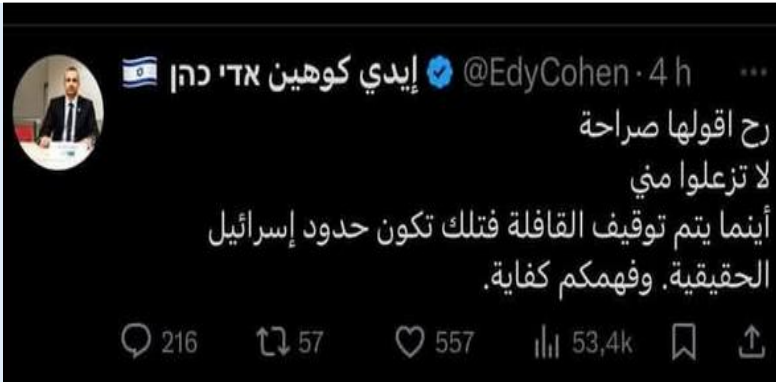 إيدي كوهين אדי כהן 🇮🇱 @EdyCohen · 4 h
رح اقولها صراحة
لا تزعلوا مني
أينما يتم توقيف القافلة فتلك تكون حدود إسرائيل
الحقيقية. وفهمكم كفاية.
216 57 557 53,4k